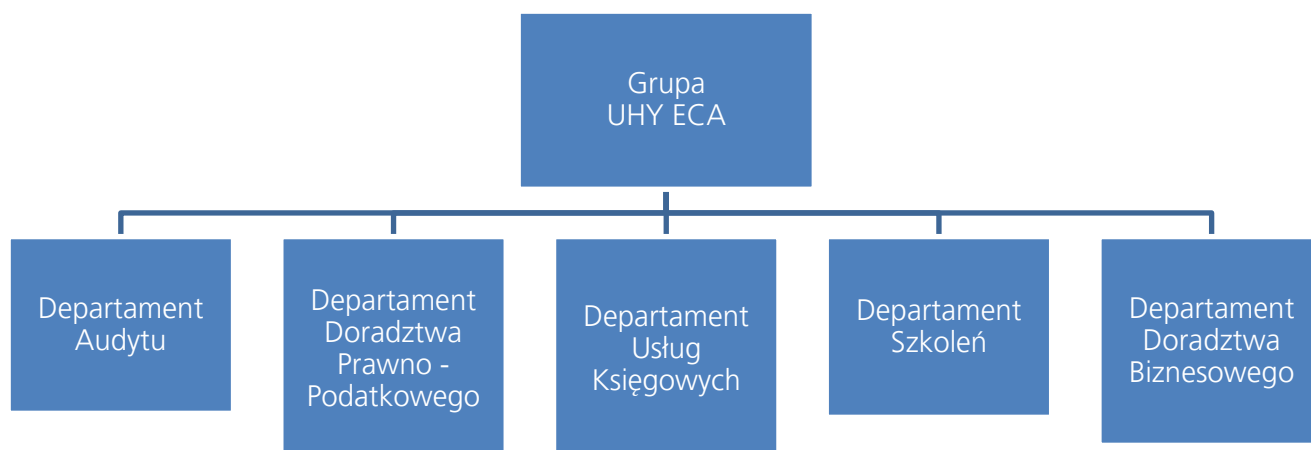 Grupa
UHY ECA
Departament
Audytu
Departament
Doradztwa
Prawno -
Podatkowego
Departament
Usług
Księgowych
Departament
Szkoleń
Departament
Doradztwa
Biznesowego